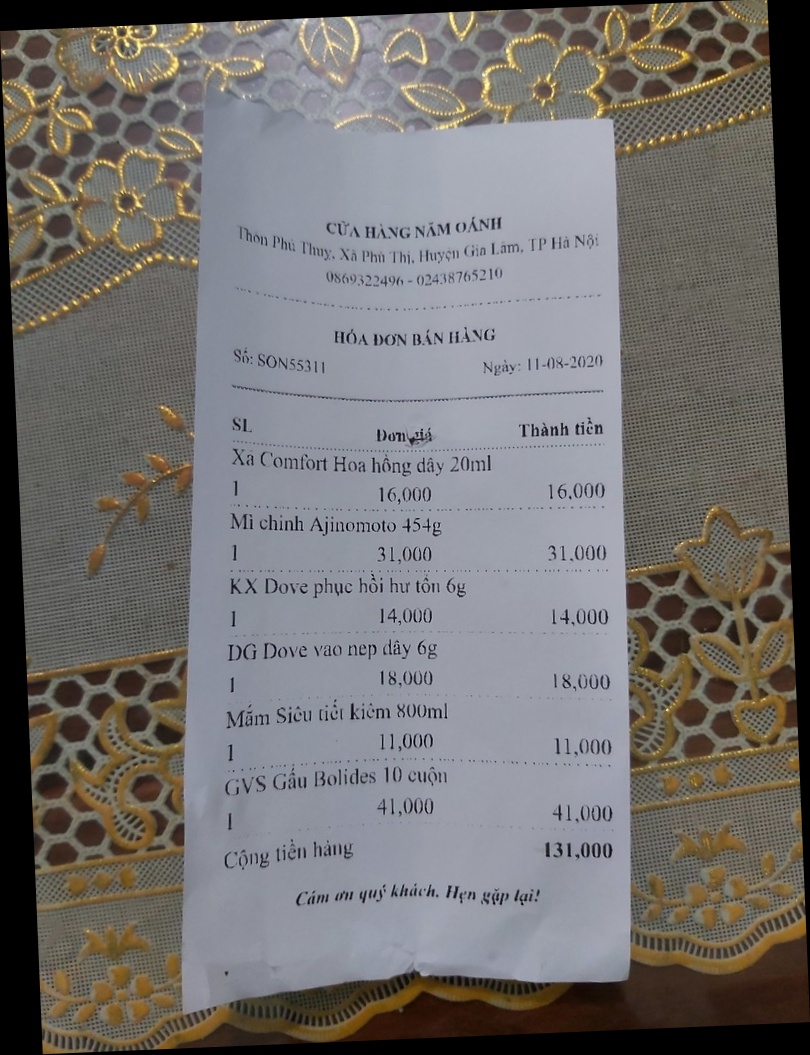 CỬA HÀNG NĂM OÁNH
Thôn Phú Thụy, Xã Phú Thị, Huyện Gia Lâm, TP Hà Nội
0869322496 - 02438765210
HÓA ĐƠN BÁN HÀNG
Số: SON55311 Ngày: 11-08-2020
SL Đơn giá Thành tiền
Xả Comfort Hoa hồng dây 20ml
1 16,000 16,000
Mì chinh Ajinomoto 454g
1 31,000 31,000
KX Dove phục hồi hư tổn 6g
1 14,000 14,000
DG Dove vao nep dây 6g
1 18,000 18,000
Mắm Siêu tiết kiệm 800ml
1 11,000 11,000
GVS Gấu Bolides 10 cuộn
1 41,000 41,000
Cộng tiền hàng 131,000
Cám ơn quý khách. Hẹn gặp lại!